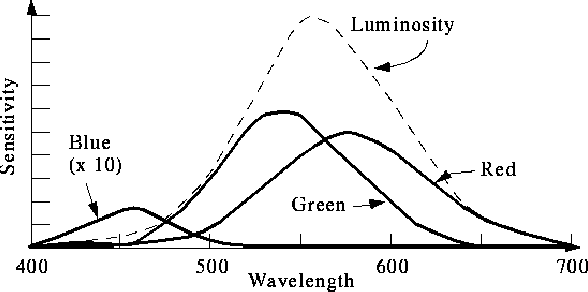 Luminosity
Sensitivity
Blue
(x 10)
Red
Green
400
500
600
700
Wavelength